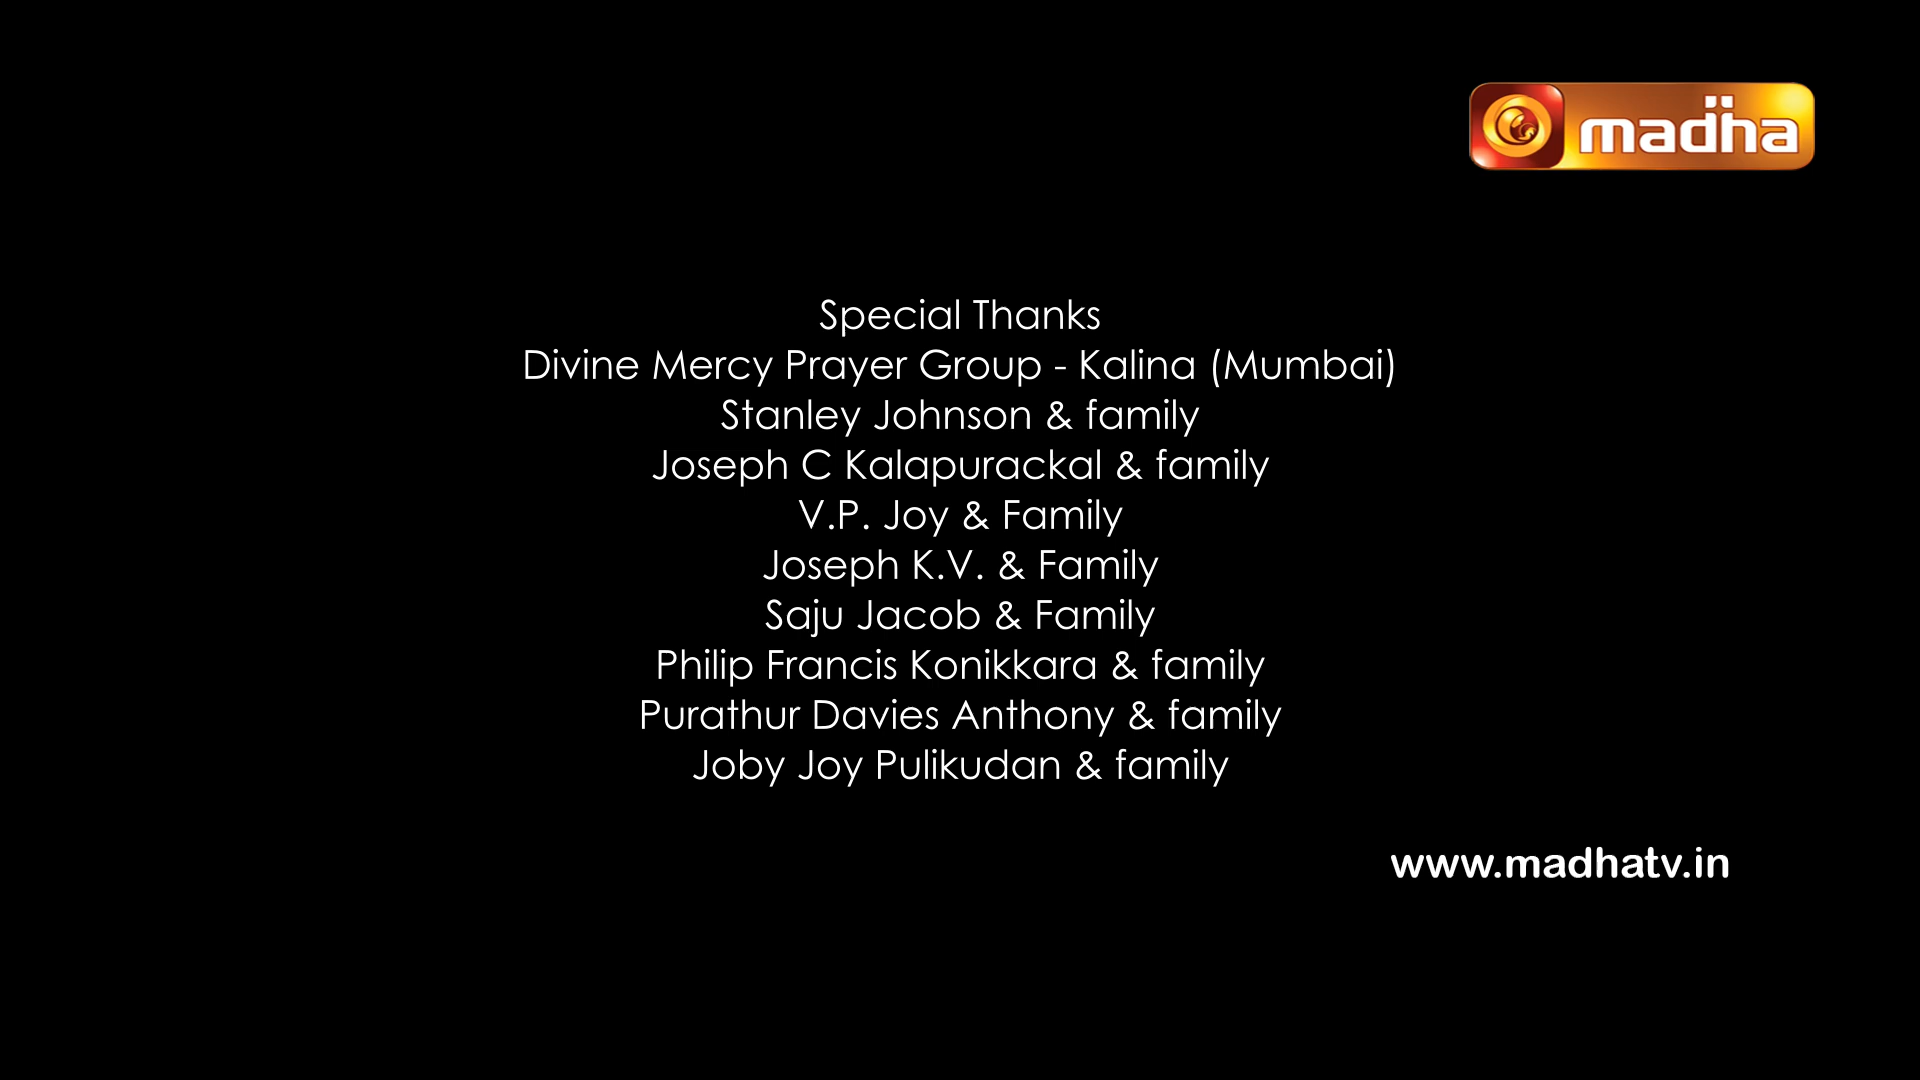 madha
Special Thanks
Divine Mercy Prayer Group - Kalina (Mumbai)
Stanley Johnson & family
Joseph C Kalapurackal & family
V.P. Joy & Family
Joseph K.V. & Family
Saju Jacob & Family
Philip Francis Konikkara & family
Purathur Davies Anthony & family
Joby Joy Pulikudan & family
www.madhatv.in